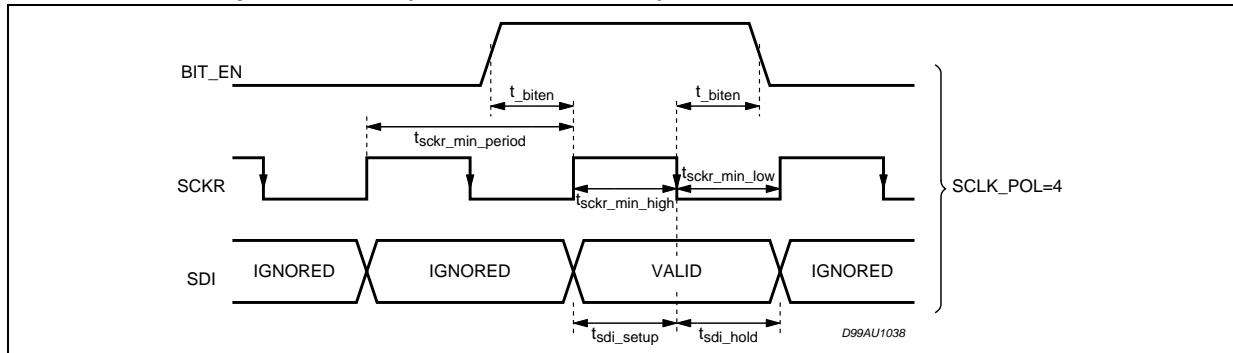 BIT_EN
t_biten
t_biten
tsckr_min_period
SCKR
tsckr_min_high
tsckr_min_low
SCLK_POL=4
SDI
IGNORED
IGNORED
VALID
IGNORED
tsdi_setup
tsdi_hold
D99AU1038